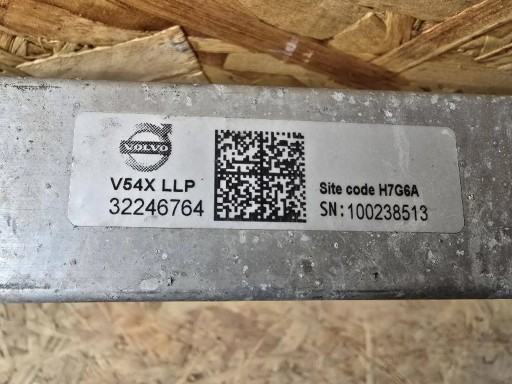 VOLVO
V54X LLP
32246764
Site code H7G6A
SN:100238513